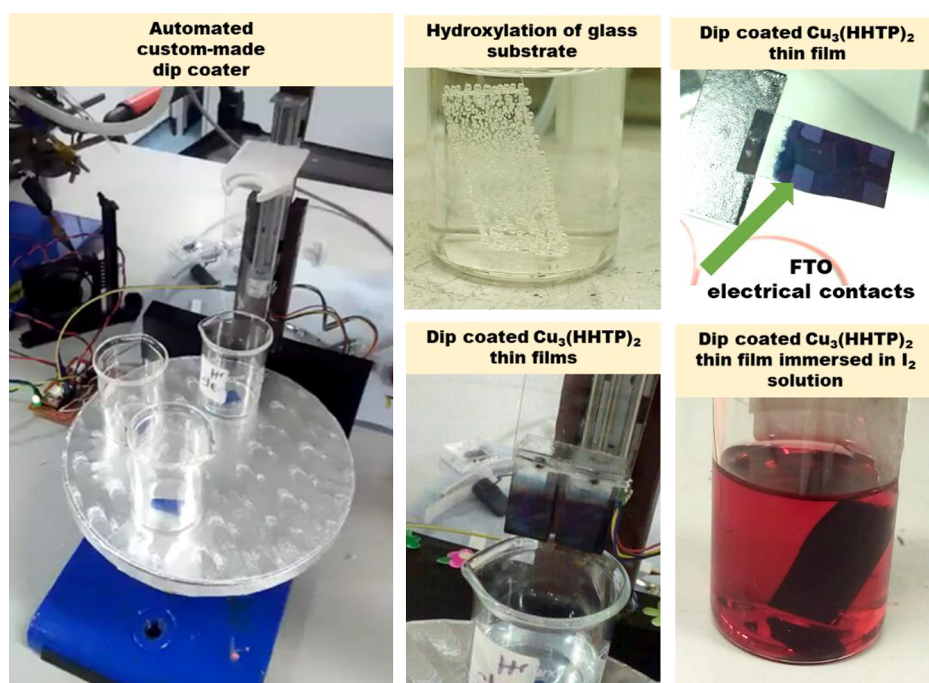 Automated
custom-made
dip coater
Hydroxylation of glass
substrate
Dip coated Cu₃(HHTP)₂
thin film
FTO
electrical contacts
Dip coated Cu₃(HHTP)₂
thin films
Dip coated Cu₃(HHTP)₂
thin film immersed in I₂
solution